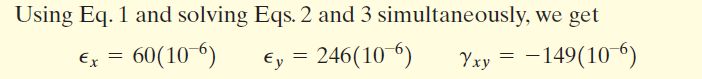 Using Eq. 1 and solving Eqs. 2 and 3 simultaneously, we get
ϵx = 60(10⁻⁶)    ϵy = 246(10⁻⁶)    γxy = −149(10⁻⁶)